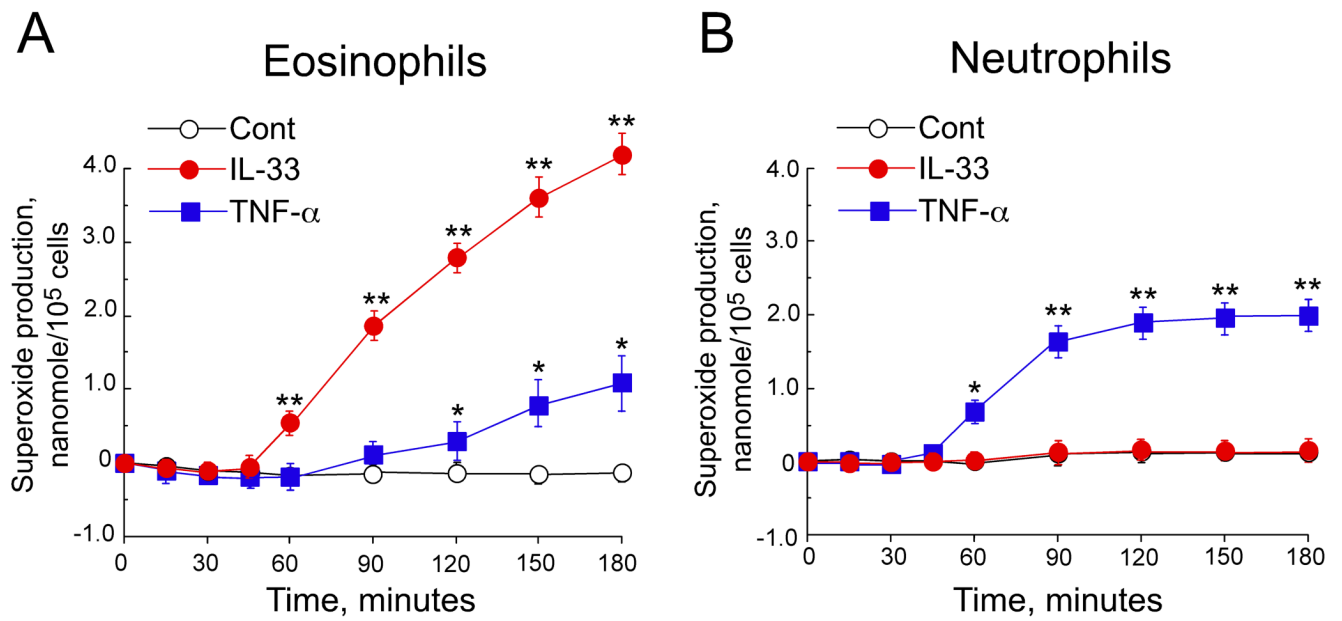 A
Eosinophils
Cont
IL-33
TNF-α
Superoxide production,
nanomole/10⁵ cells
4.0
3.0
2.0
1.0
0
-1.0
**
**
**
**
**
*
*
*
0
30
60
90
120
150
180
Time, minutes
B
Neutrophils
Cont
IL-33
TNF-α
Superoxide production,
nanomole/10⁵ cells
4.0
3.0
2.0
1.0
0
-1.0
*
**
**
**
**
0
30
60
90
120
150
180
Time, minutes